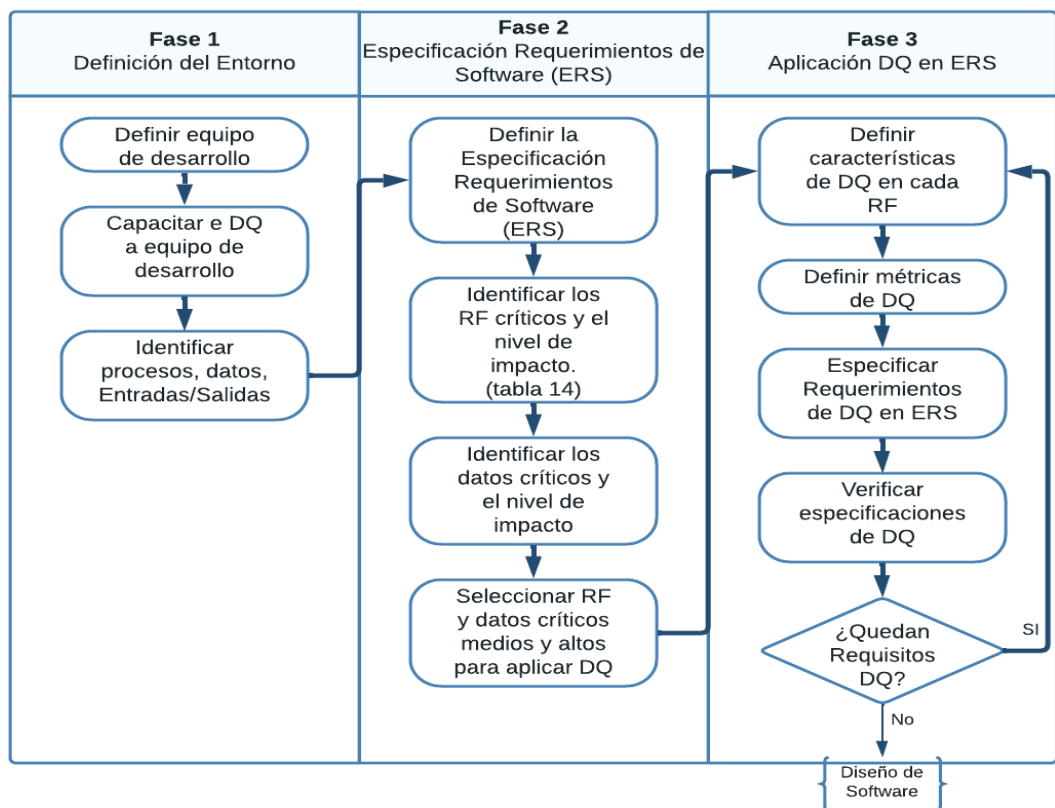 Fase 1
Definición del Entorno
Definir equipo
de desarrollo
Capacitar e DQ
a equipo de
desarrollo
Identificar
procesos, datos,
Entradas/Salidas
Fase 2
Especificación Requerimientos de
Software (ERS)
Definir la
Especificación
Requerimientos
de Software
(ERS)
Identificar los
RF críticos y el
nivel de
impacto.
(tabla 14)
Identificar los
datos críticos y
el nivel de
impacto
Seleccionar RF
y datos críticos
medios y altos
para aplicar DQ
Fase 3
Aplicación DQ en ERS
Definir
características
de DQ en cada
RF
Definir métricas
de DQ
Especificar
Requerimientos
de DQ en ERS
Verificar
especificaciones
de DQ
¿Quedan
Requisitos
DQ?
SI
No
Diseño de
Software